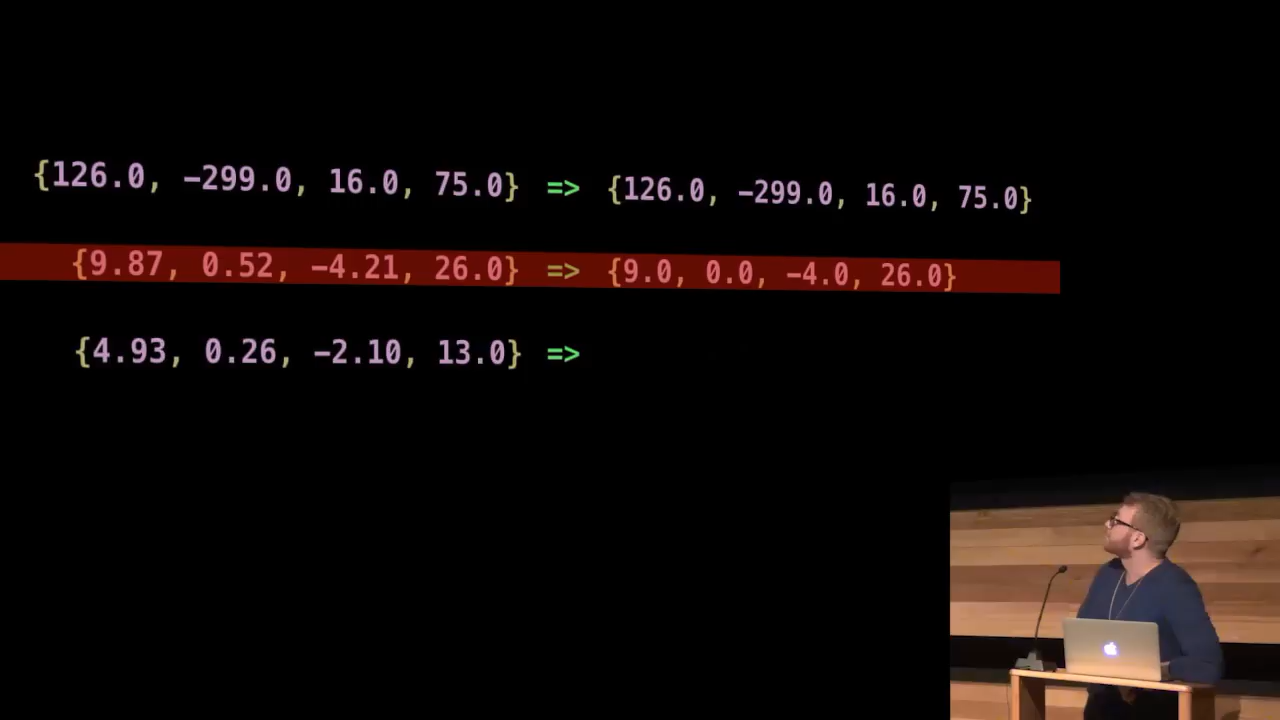 {126.0, −299.0, 16.0, 75.0} => {126.0, −299.0, 16.0, 75.0}
{9.87, 0.52, −4.21, 26.0} => {9.0, 0.0, −4.0, 26.0}
{4.93, 0.26, −2.10, 13.0} =>